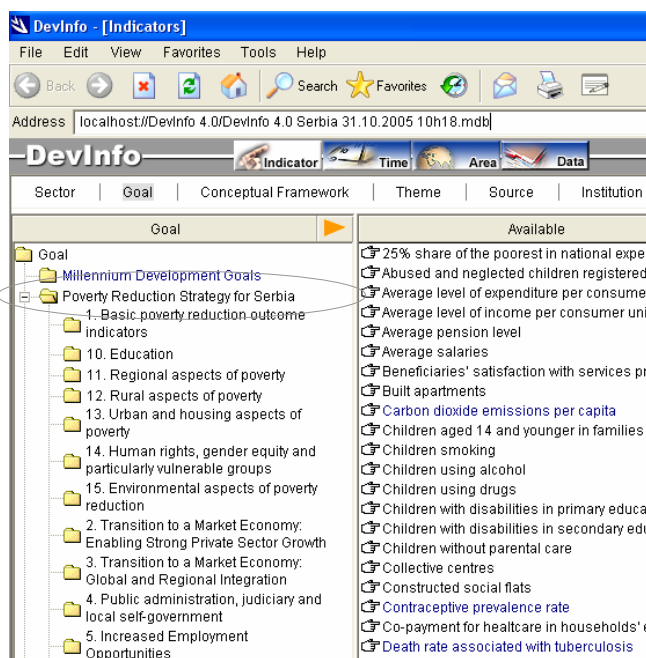 DevInfo - [Indicators]
File Edit View Favorites Tools Help
Back Search Favorites
Address localhost://DevInfo 4.0/DevInfo 4.0 Serbia 31.10.2005 10h18.mdb
DevInfo Indicator Time Area Data
Sector | Goal | Conceptual Framework | Theme | Source | Institution
Goal
Goal
Millennium Development Goals
Poverty Reduction Strategy for Serbia
1. Basic poverty reduction outcome
indicators
10. Education
11. Regional aspects of poverty
12. Rural aspects of poverty
13. Urban and housing aspects of
poverty
14. Human rights, gender equity and
particularly vulnerable groups
15. Environmental aspects of poverty
reduction
2. Transition to a Market Economy:
Enabling Strong Private Sector Growth
3. Transition to a Market Economy:
Global and Regional Integration
4. Public administration, judiciary and
local self-government
5. Increased Employment
Opportunities
Available
25% share of the poorest in national expe
Abused and neglected children registered
Average level of expenditure per consume
Average level of income per consumer uni
Average pension level
Average salaries
Beneficiaries' satisfaction with services pr
Built apartments
Carbon dioxide emissions per capita
Children aged 14 and younger in families
Children smoking
Children using alcohol
Children using drugs
Children with disabilities in primary educa
Children with disabilities in secondary edu
Children without parental care
Collective centres
Constructed social flats
Contraceptive prevalence rate
Co-payment for healtcare in households' e
Death rate associated with tuberculosis